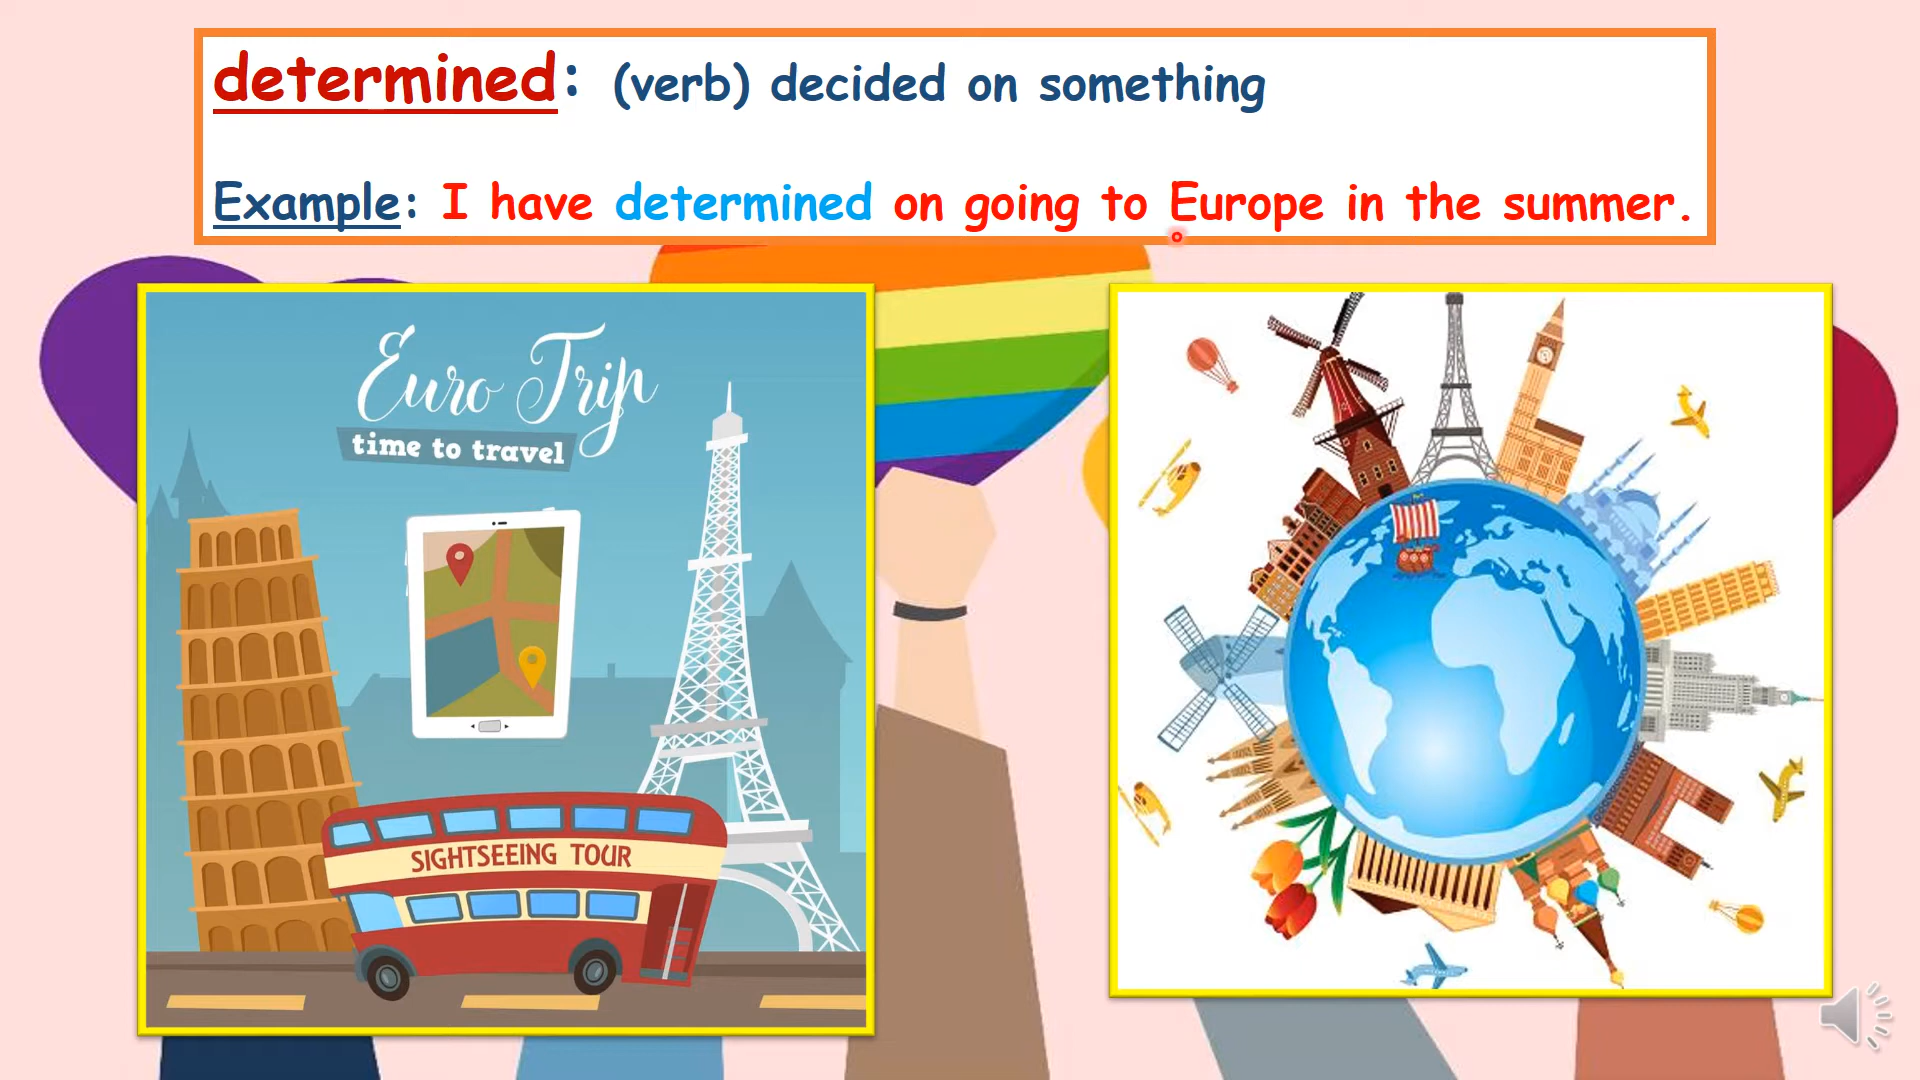 determined: (verb) decided on something
Example: I have determined on going to Europe in the summer.
Euro Trip
time to travel
SIGHTSEEING TOUR